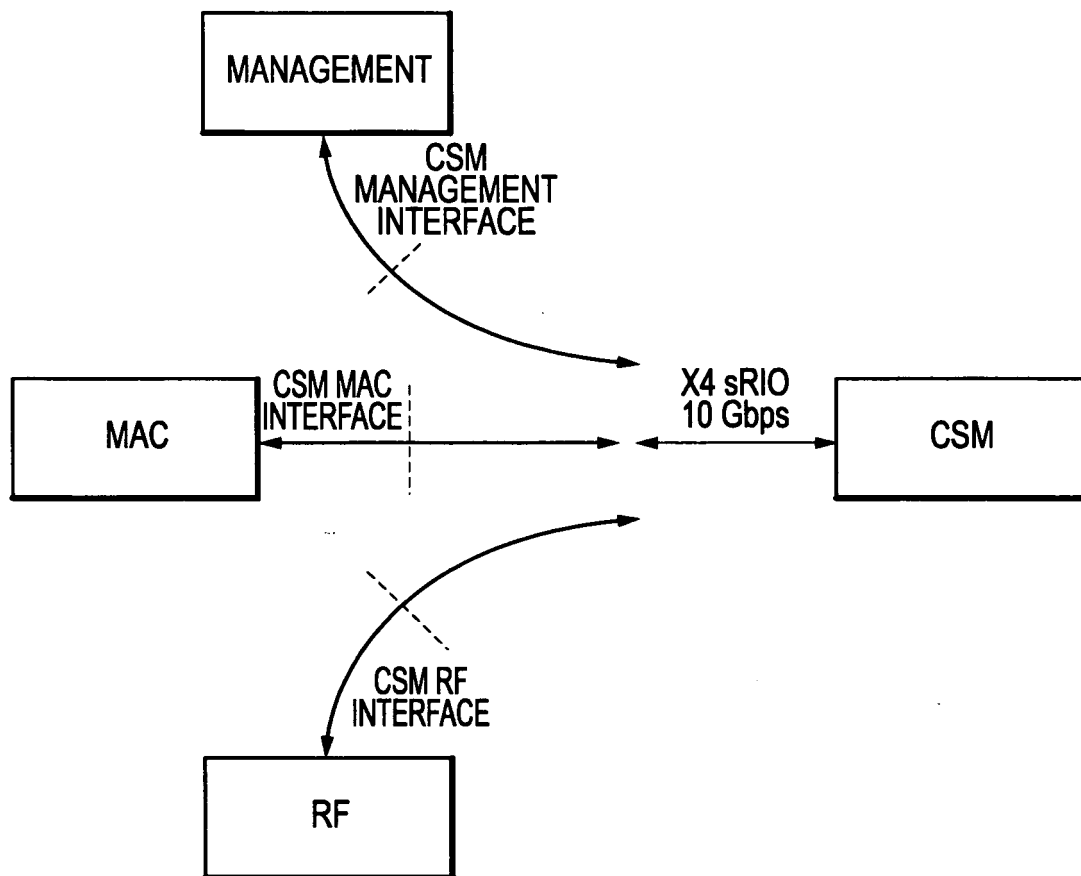 MANAGEMENT
CSM
MANAGEMENT
INTERFACE
CSM MAC
INTERFACE
X4 sRIO
10 Gbps
MAC
CSM
CSM RF
INTERFACE
RF